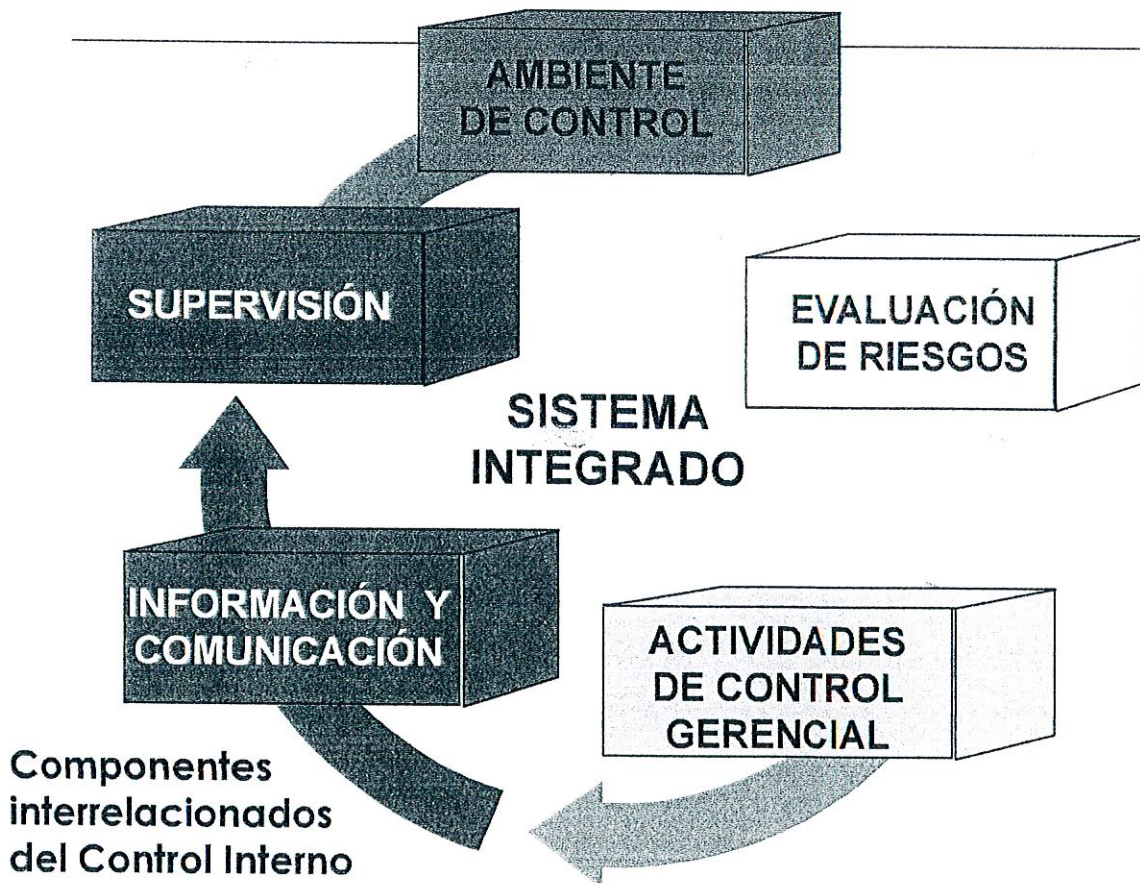 AMBIENTE
DE CONTROL
SUPERVISIÓN
EVALUACIÓN
DE RIESGOS
SISTEMA
INTEGRADO
INFORMACIÓN Y
COMUNICACIÓN
ACTIVIDADES
DE CONTROL
GERENCIAL
Componentes
interrelacionados
del Control Interno